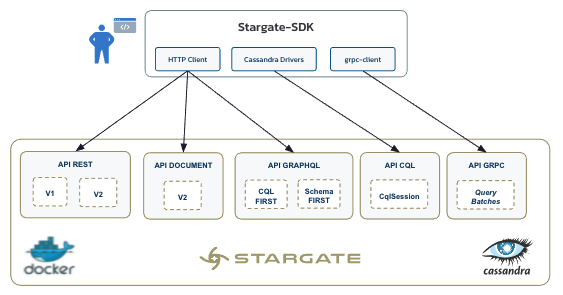 </>
Stargate-SDK
HTTP Client
Cassandra Drivers
grpc-client
API REST
V1
V2
API DOCUMENT
V2
API GRAPHQL
CQL
FIRST
Schema
FIRST
API CQL
CqlSession
API GRPC
Query
Batches
docker
STARGATE
cassandra